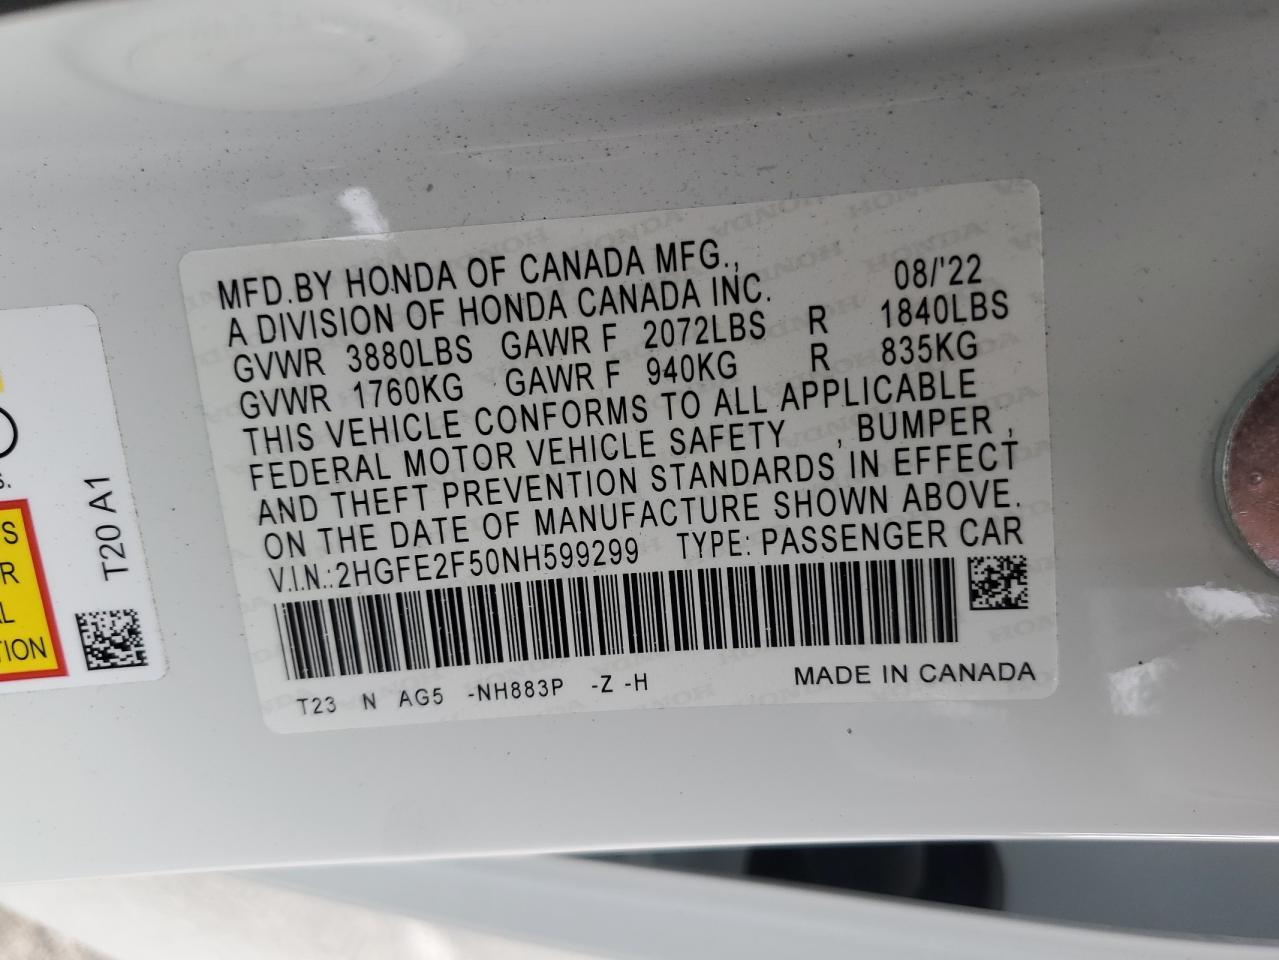 MFD.BY HONDA OF CANADA MFG.,
A DIVISION OF HONDA CANADA INC. 08/'22
GVWR 3880LBS GAWR F 2072LBS R 1840LBS
GVWR 1760KG GAWR F 940KG R 835KG
THIS VEHICLE CONFORMS TO ALL APPLICABLE
FEDERAL MOTOR VEHICLE SAFETY , BUMPER ,
AND THEFT PREVENTION STANDARDS IN EFFECT
ON THE DATE OF MANUFACTURE SHOWN ABOVE.
V.I.N.:2HGFE2F50NH599299 TYPE: PASSENGER CAR
T23 N AG5 -NH883P -Z -H MADE IN CANADA
T20 A1